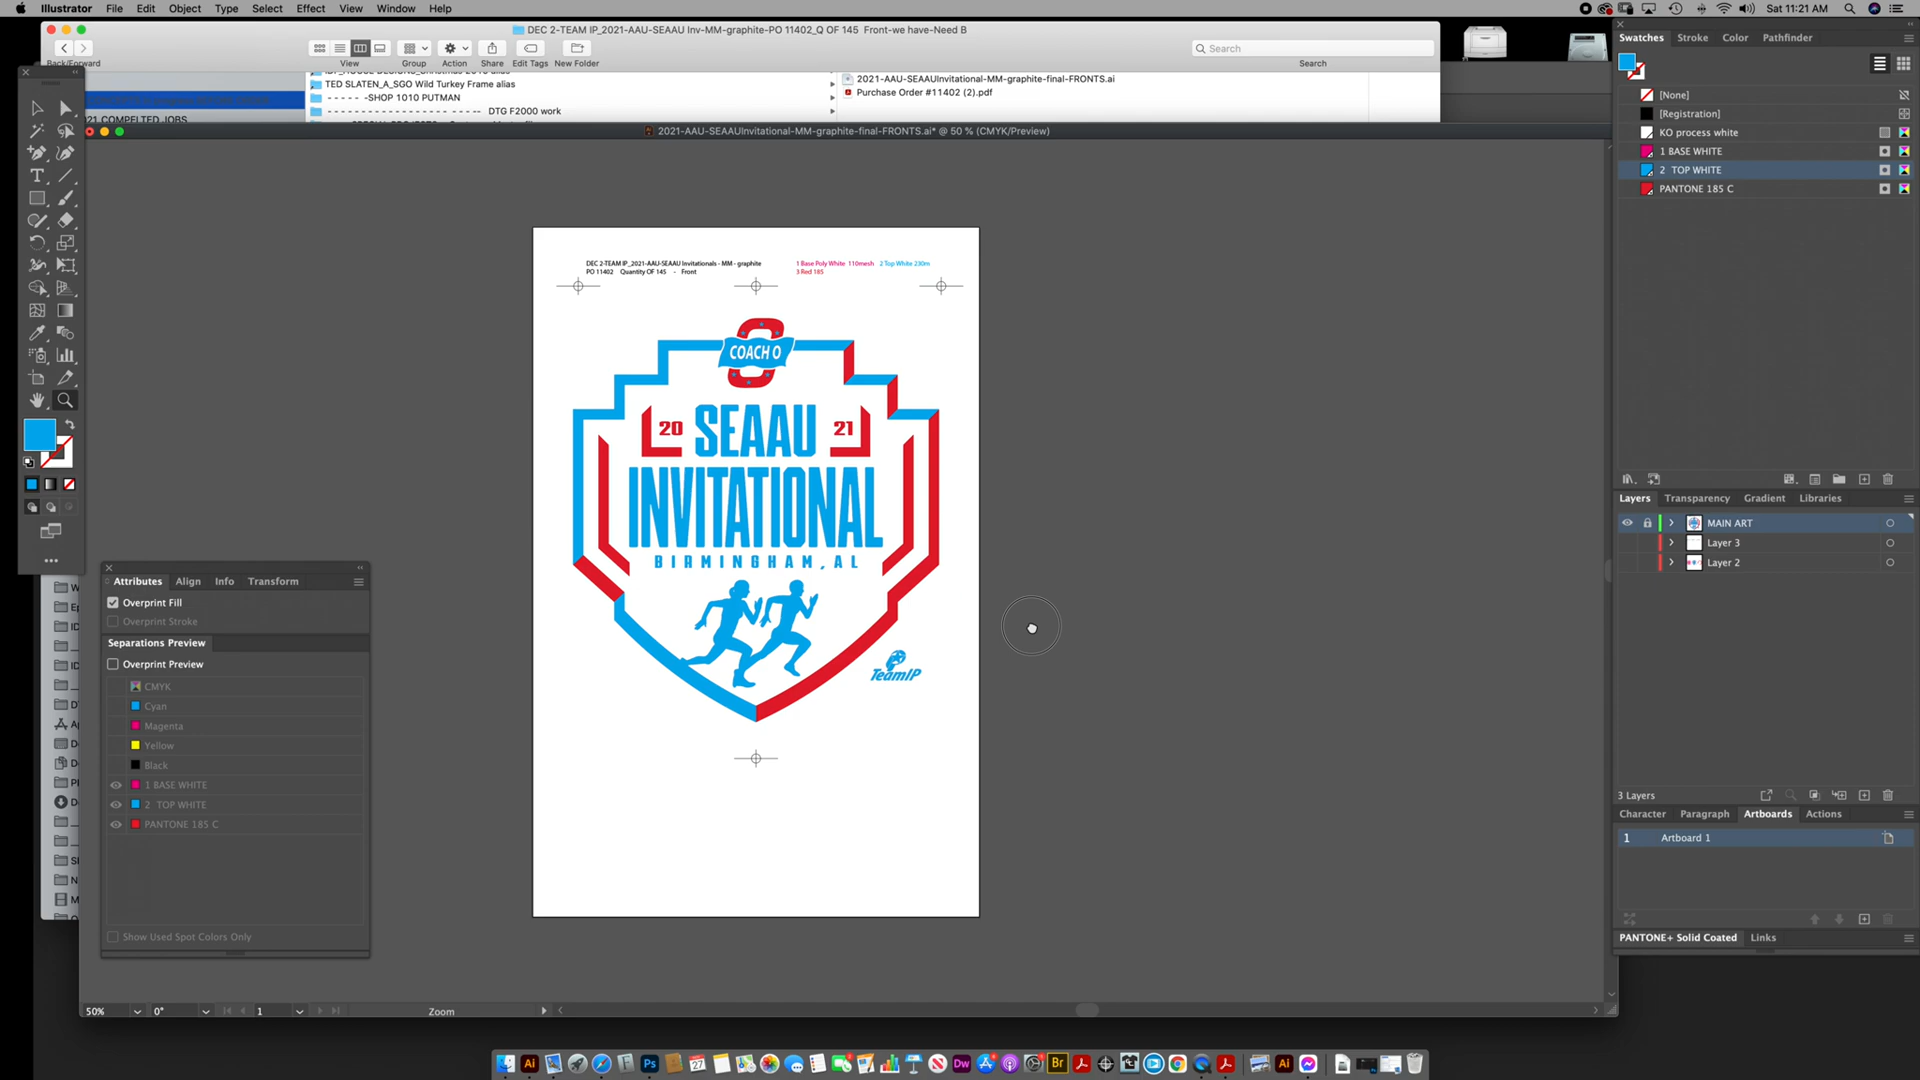 Illustrator File Edit Object Type Select Effect View Window Help
Sat 11:21 AM
DEC 2-TEAM IP_2021-AAU-SEAAU Inv-MM-graphite-PO 11402_Q OF 145 Front-we have-Need B
Back/Forward View Group Action Share Edit Tags New Folder Search
Search
TED SLATEN_A_SGO Wild Turkey Frame alias
- - - - - -SHOP 1010 PUTMAN
DTG F2000 work
2021-AAU-SEAAUInvitational-MM-graphite-final-FRONTS.ai
Purchase Order #11402 (2).pdf
21 COMPELTED JOBS
2021-AAU-SEAAUInvitational-MM-graphite-final-FRONTS.ai* @ 50 % (CMYK/Preview)
DEC 2-TEAM IP_2021-AAU-SEAAU Invitationals - MM - graphite
PO 11402 Quantity OF 145 - Front
1 Base Poly White 110mesh 2 Top White 230m
3 Red 185
COACH O
20 SEAAU 21
INVITATIONAL
BIRMINGHAM, AL
TeamIP
Attributes Align Info Transform
Overprint Fill
Overprint Stroke
Separations Preview
Overprint Preview
CMYK
Cyan
Magenta
Yellow
Black
1 BASE WHITE
2 TOP WHITE
PANTONE 185 C
Show Used Spot Colors Only
50% 0° 1 Zoom
Swatches Stroke Color Pathfinder
[None]
[Registration]
KO process white
1 BASE WHITE
2 TOP WHITE
PANTONE 185 C
Layers Transparency Gradient Libraries
MAIN ART
Layer 3
Layer 2
3 Layers
Character Paragraph Artboards Actions
1 Artboard 1
PANTONE+ Solid Coated Links